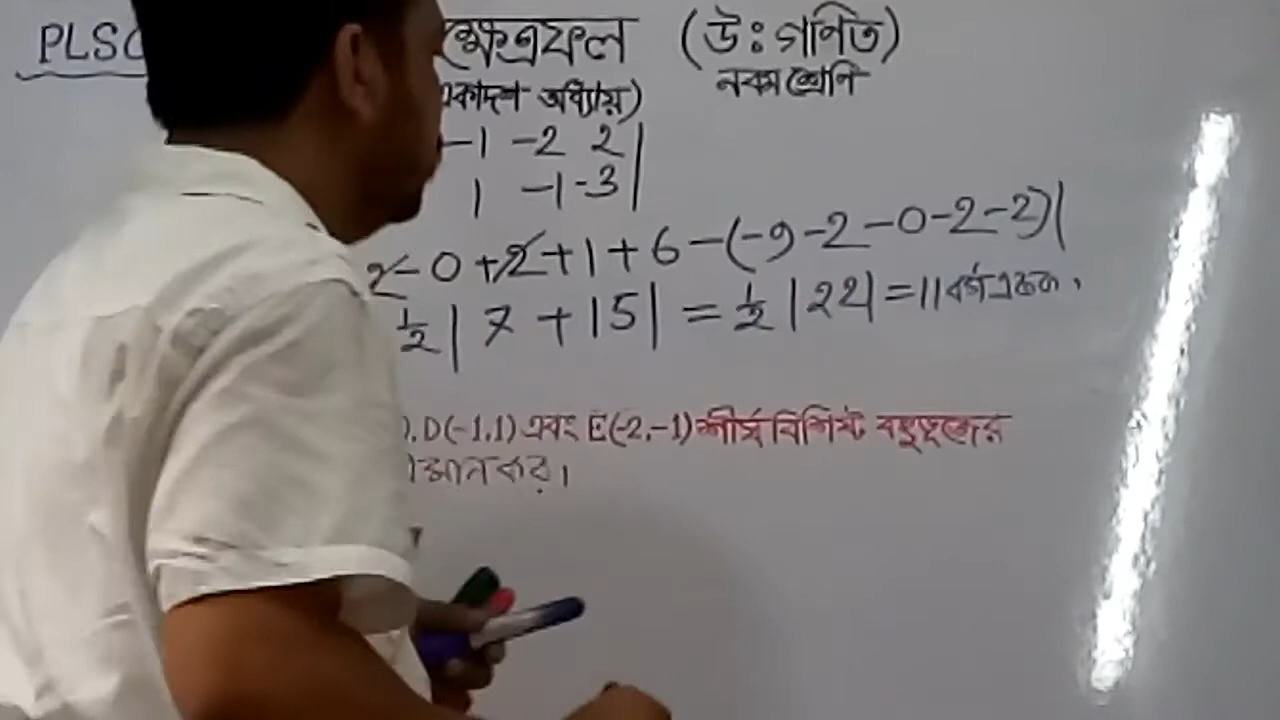 PLSC ক্ষেত্রফল (উঃ গণিত)
একাদশ অধ্যায়) নবম শ্রেণি
-1 -2 2|
1 -1 -3|
2 - 0 + 2 + 1 + 6 - (-9 - 2 - 0 - 2 - 2)|
½ | 7 + 15 | = ½ |22| = 11 বর্গ একক,
), D(-1,1) এবং E(-2,-1) শীর্ষ বিশিষ্ট বহুভুজের
কর।